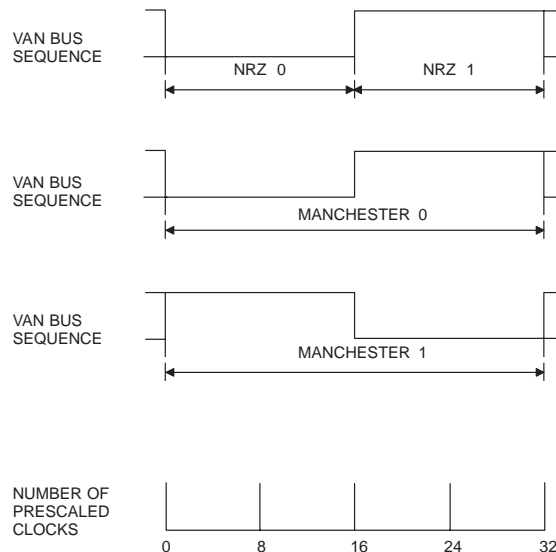 VAN BUS
SEQUENCE
NRZ 0
NRZ 1
VAN BUS
SEQUENCE
MANCHESTER 0
VAN BUS
SEQUENCE
MANCHESTER 1
NUMBER OF
PRESCALED
CLOCKS
0 8 16 24 32